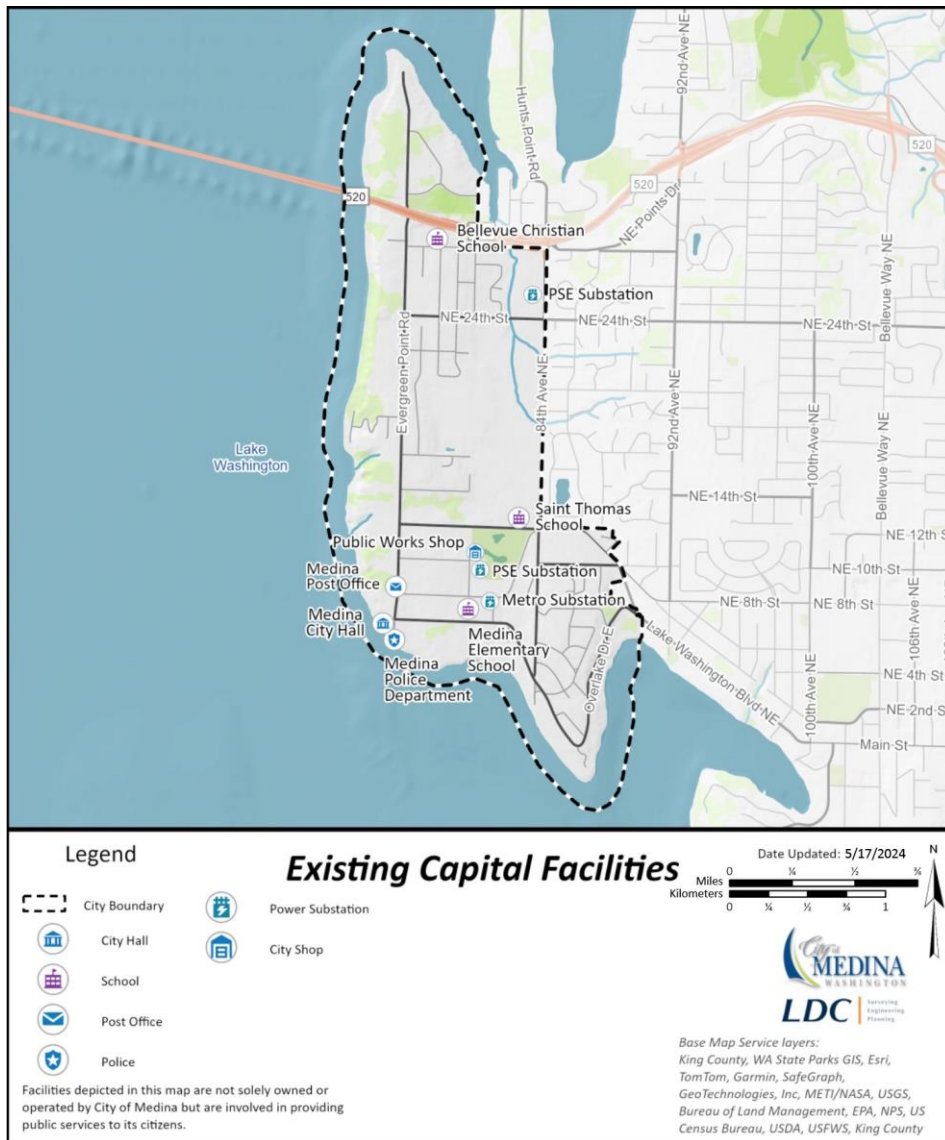 Hunts Point Rd
92nd Ave NE
520
520
520
NE Points Dr
Bellevue Way NE
Bellevue Christian
School
PSE Substation
NE 24th St
NE 24th St
NE 24th St
Evergreen Point Rd
84th Ave NE
92nd Ave NE
100th Ave NE
Bellevue Way NE
Lake
Washington
NE 14th St
Saint Thomas
School
NE 12th S
Public Works Shop
PSE Substation
NE 10th St
Medina
Post Office
Metro Substation
NE 8th St
NE 8th St
Medina
City Hall
Medina
Elementary
School
Medina
Police
Department
Overlake Dr E
Lake Washington Blvd NE
100th Ave NE
106th Ave NE
NE 4th St
NE 2nd S
Main St
Legend
City Boundary
City Hall
School
Post Office
Police
Power Substation
City Shop
Facilities depicted in this map are not solely owned or
operated by City of Medina but are involved in providing
public services to its citizens.
Existing Capital Facilities
Date Updated: 5/17/2024
N
0 ¼ ½ ¾
Miles
Kilometers
0 ¼ ½ ¾ 1
City of
MEDINA
WASHINGTON
LDC
Surveying
Engineering
Planning
Base Map Service layers:
King County, WA State Parks GIS, Esri,
TomTom, Garmin, SafeGraph,
GeoTechnologies, Inc, METI/NASA, USGS,
Bureau of Land Management, EPA, NPS, US
Census Bureau, USDA, USFWS, King County